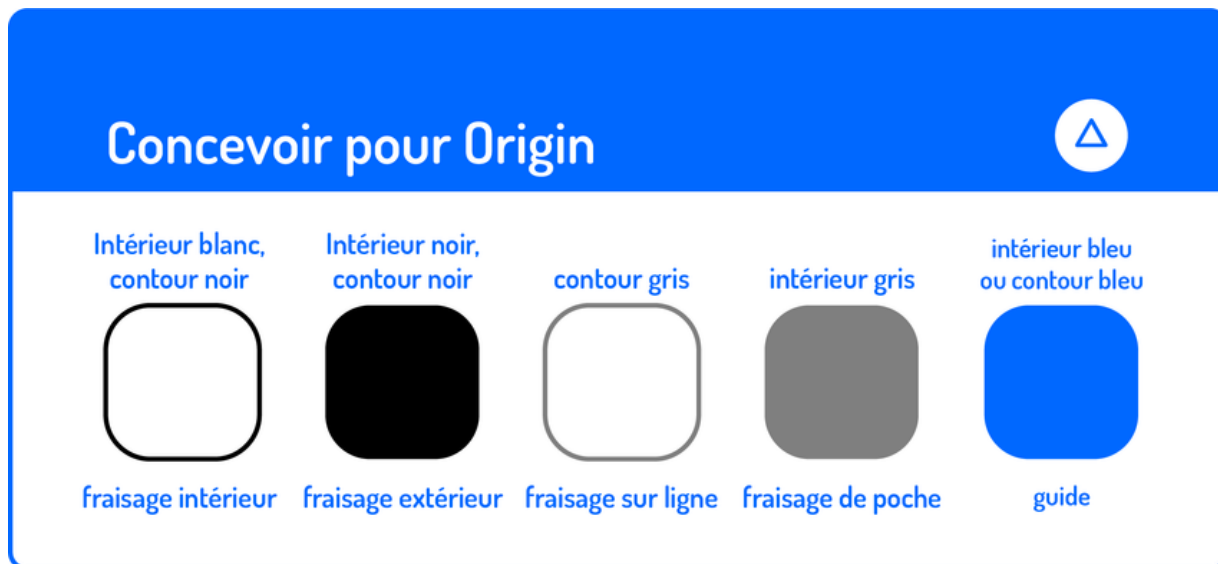 Concevoir pour Origin
Intérieur blanc,
contour noir
Intérieur noir,
contour noir
contour gris
intérieur gris
intérieur bleu
ou contour bleu
fraisage intérieur
fraisage extérieur
fraisage sur ligne
fraisage de poche
guide